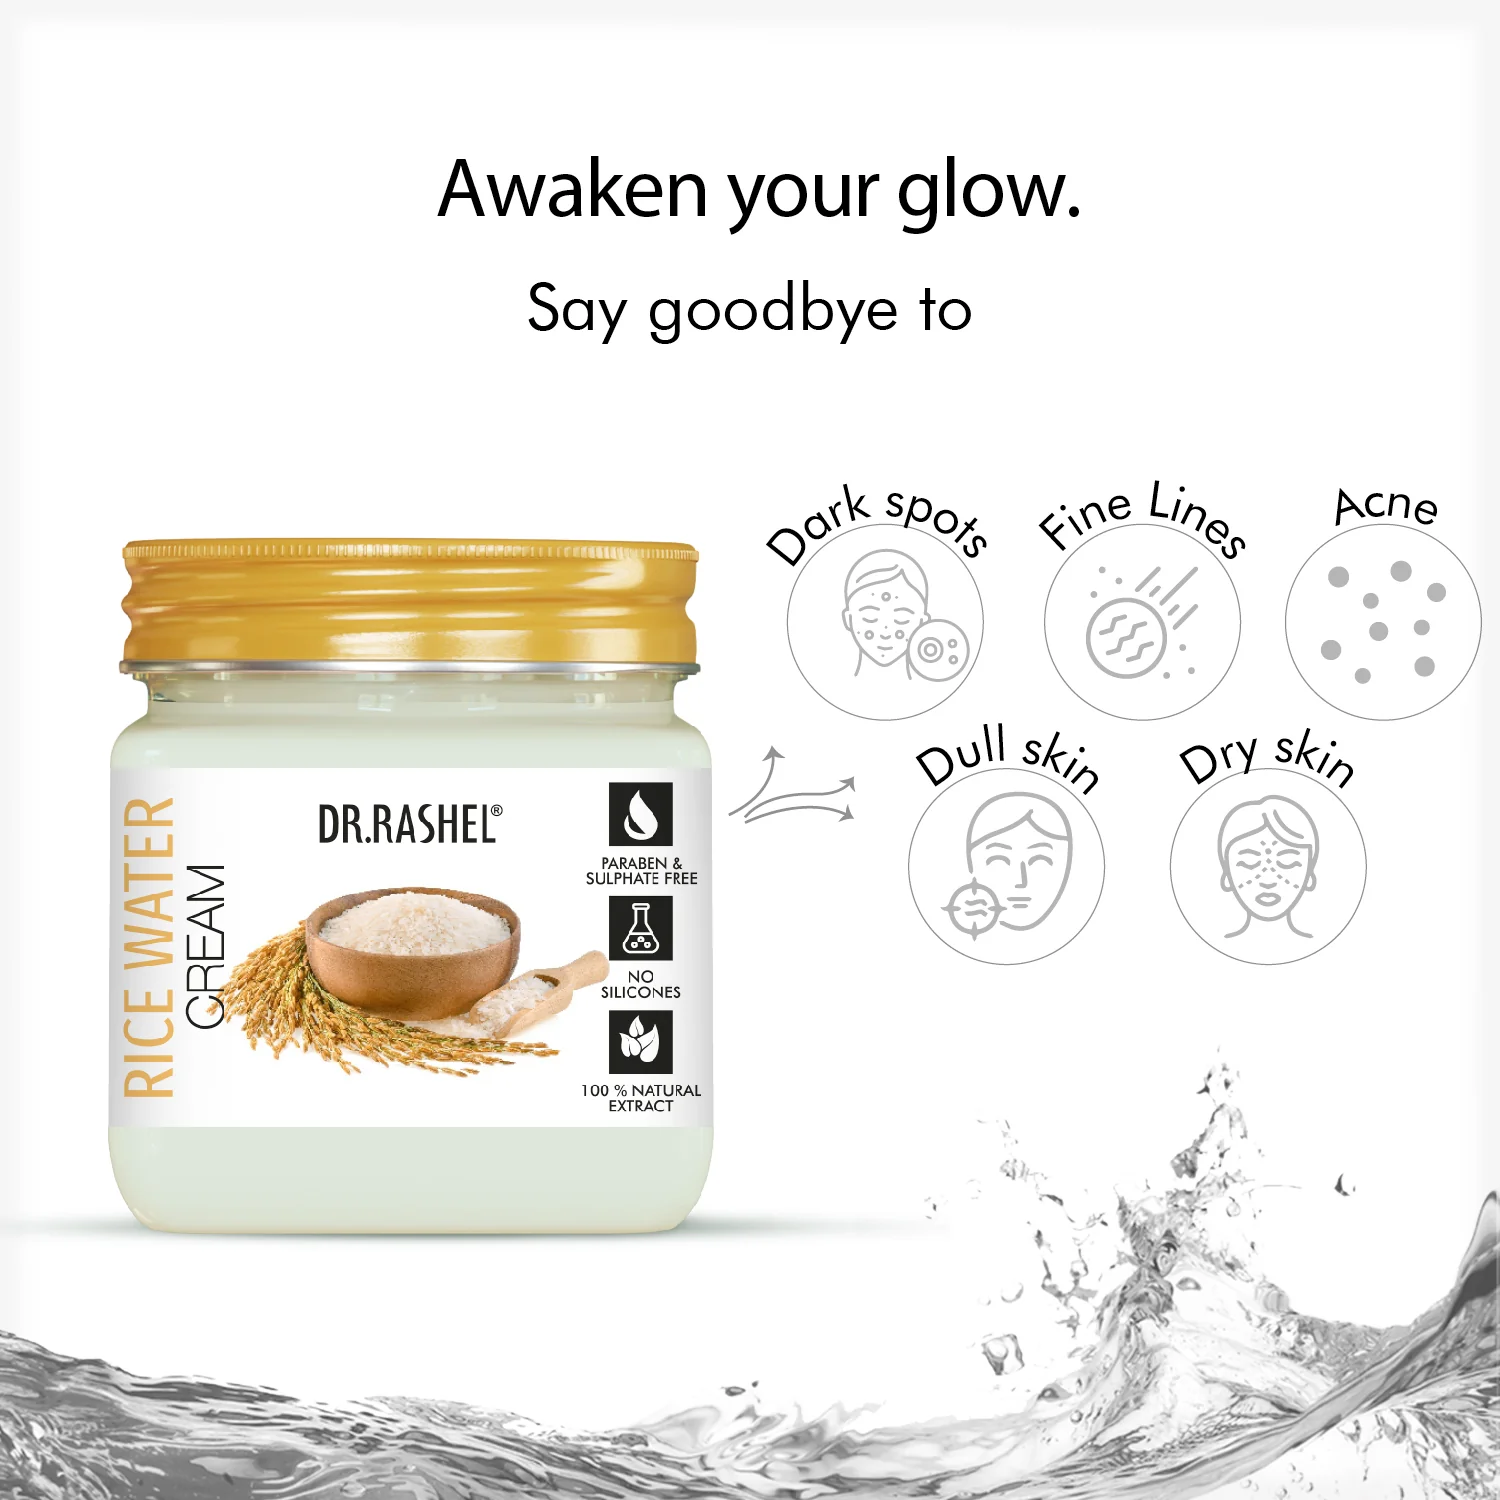 Awaken your glow.
Say goodbye to
Dark spots
Fine Lines
Acne
Dull skin
Dry skin
RICE WATER
CREAM
DR.RASHEL®
PARABEN &
SULPHATE FREE
NO
SILICONES
100 % NATURAL
EXTRACT